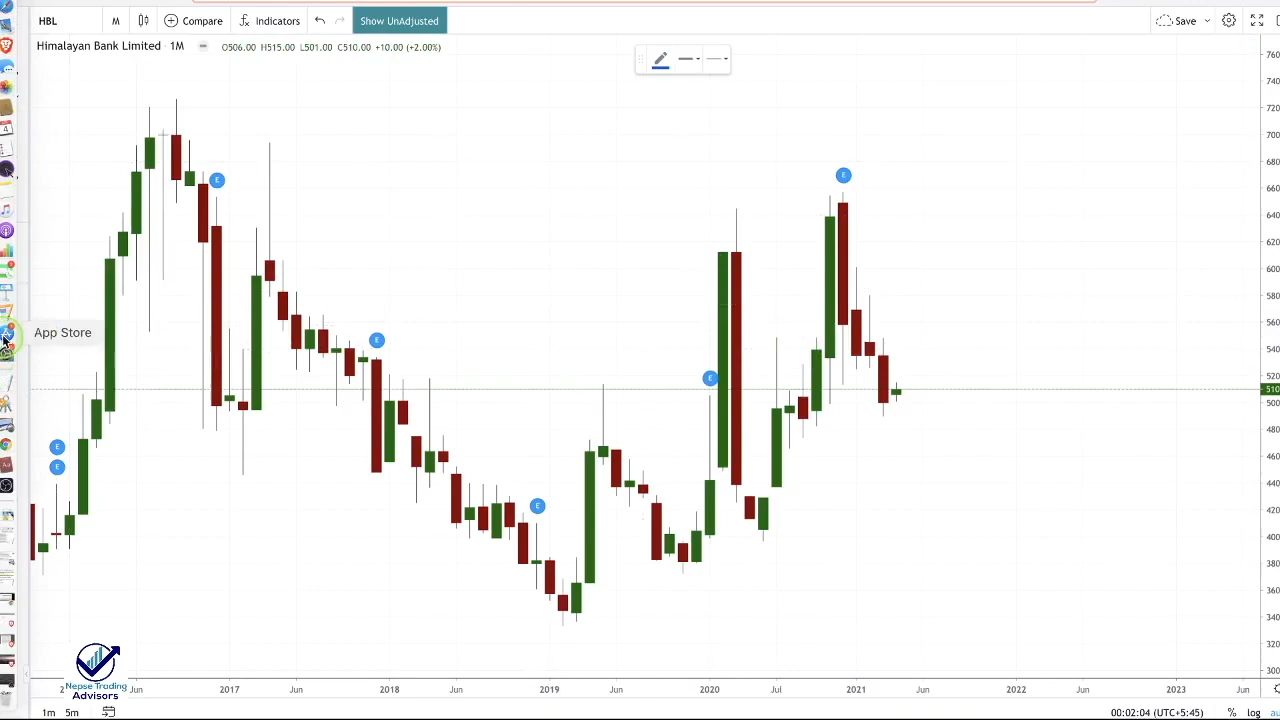 HBL M Compare Indicators Show UnAdjusted Save
Himalayan Bank Limited 1M O506.00 H515.00 L501.00 C510.00 +10.00 (+2.00%)
760
740
720
700
680
660
640
620
600
580
560
540
520
510
500
480
460
440
420
400
380
360
340
320
300
E
E
E
E
E
E
E
App Store
Nepse Trading
Advisors
Jun 2017 Jun 2018 Jun 2019 Jun 2020 Jul 2021 Jun 2022 Jun 2023 Jun
1m 5m 00:02:04 (UTC+5:45) % log